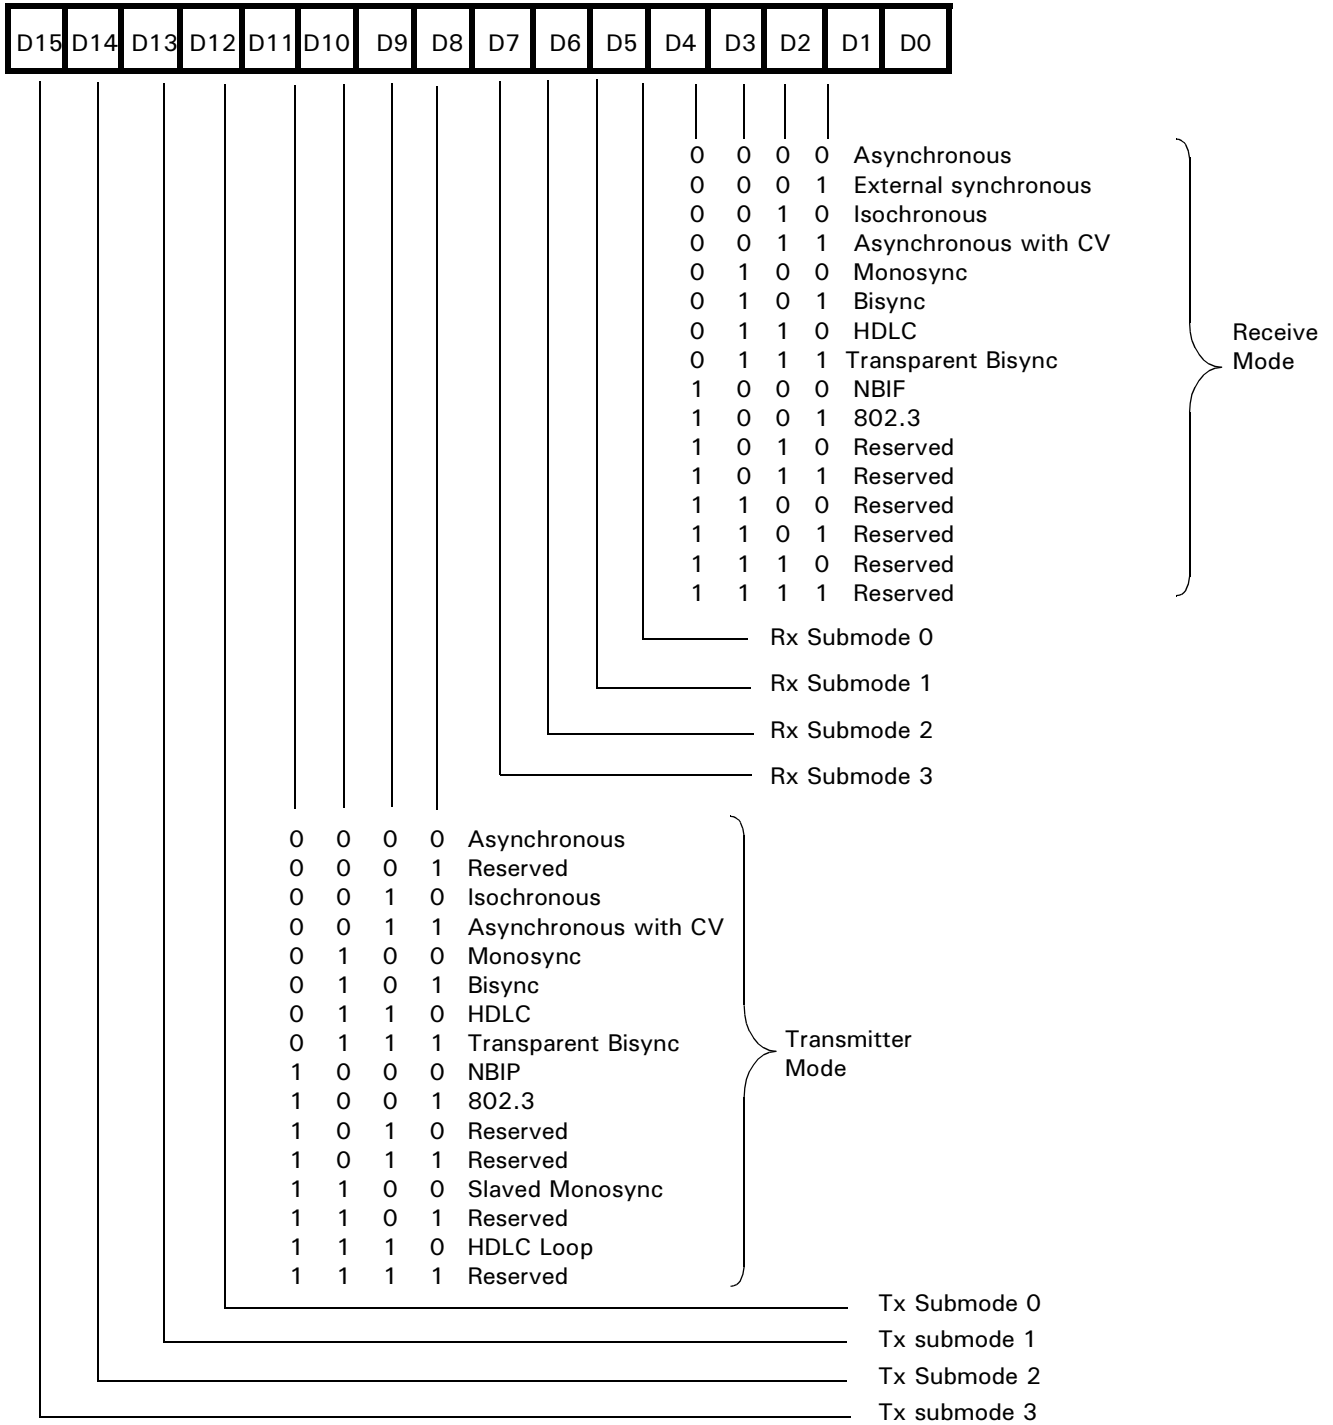 D15 D14 D13 D12 D11 D10 D9 D8 D7 D6 D5 D4 D3 D2 D1 D0
0 0 0 0 Asynchronous
0 0 0 1 External synchronous
0 0 1 0 Isochronous
0 0 1 1 Asynchronous with CV
0 1 0 0 Monosync
0 1 0 1 Bisync
0 1 1 0 HDLC
0 1 1 1 Transparent Bisync
1 0 0 0 NBIF
1 0 0 1 802.3
1 0 1 0 Reserved
1 0 1 1 Reserved
1 1 0 0 Reserved
1 1 0 1 Reserved
1 1 1 0 Reserved
1 1 1 1 Reserved
Receive
Mode
Rx Submode 0
Rx Submode 1
Rx Submode 2
Rx Submode 3
0 0 0 0 Asynchronous
0 0 0 1 Reserved
0 0 1 0 Isochronous
0 0 1 1 Asynchronous with CV
0 1 0 0 Monosync
0 1 0 1 Bisync
0 1 1 0 HDLC
0 1 1 1 Transparent Bisync
1 0 0 0 NBIP
1 0 0 1 802.3
1 0 1 0 Reserved
1 0 1 1 Reserved
1 1 0 0 Slaved Monosync
1 1 0 1 Reserved
1 1 1 0 HDLC Loop
1 1 1 1 Reserved
Transmitter
Mode
Tx Submode 0
Tx submode 1
Tx Submode 2
Tx submode 3